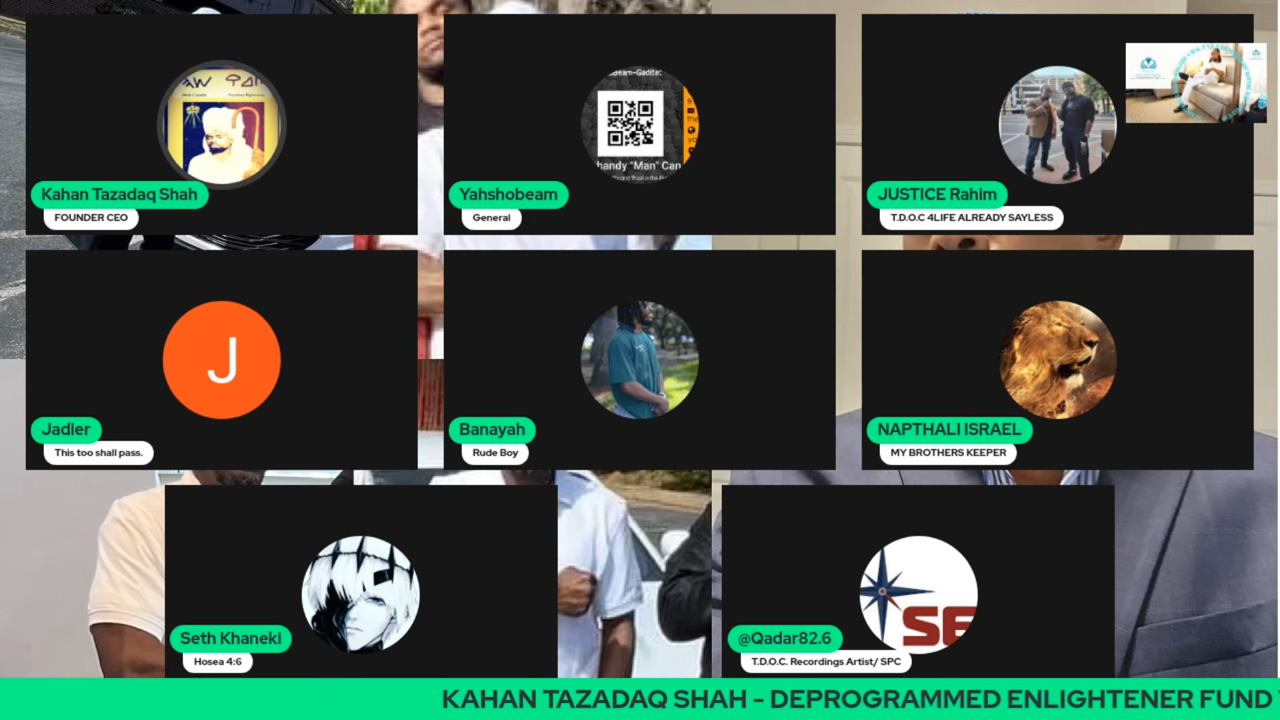 Kahan Tazadaq Shah
FOUNDER CEO
Yahshobeam
General
JUSTICE Rahim
T.D.O.C 4LIFE ALREADY SAYLESS
J
Jadier
This too shall pass.
Banayah
Rude Boy
NAPTHALI ISRAEL
MY BROTHERS KEEPER
Seth Khaneki
Hosea 4:6
SE
@Qadar82.6
T.D.O.C. Recordings Artist/ SPC
KAHAN TAZADAQ SHAH - DEPROGRAMMED ENLIGHTENER FUND